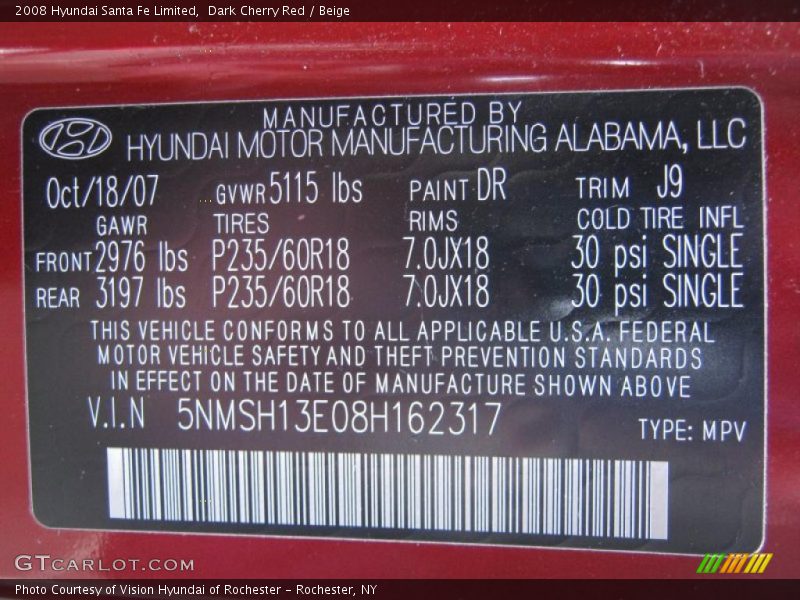 2008 Hyundai Santa Fe Limited, Dark Cherry Red / Beige
MANUFACTURED BY
HYUNDAI MOTOR MANUFACTURING ALABAMA, LLC
Oct/18/07 GVWR 5115 lbs PAINT DR TRIM J9
GAWR TIRES RIMS COLD TIRE INFL
FRONT 2976 lbs P235/60R18 7.0JX18 30 psi SINGLE
REAR 3197 lbs P235/60R18 7.0JX18 30 psi SINGLE
THIS VEHICLE CONFORMS TO ALL APPLICABLE U.S.A. FEDERAL
MOTOR VEHICLE SAFETY AND THEFT PREVENTION STANDARDS
IN EFFECT ON THE DATE OF MANUFACTURE SHOWN ABOVE
V.I.N 5NMSH13E08H162317
TYPE: MPV
GTCARLOT.COM
Photo Courtesy of Vision Hyundai of Rochester – Rochester, NY